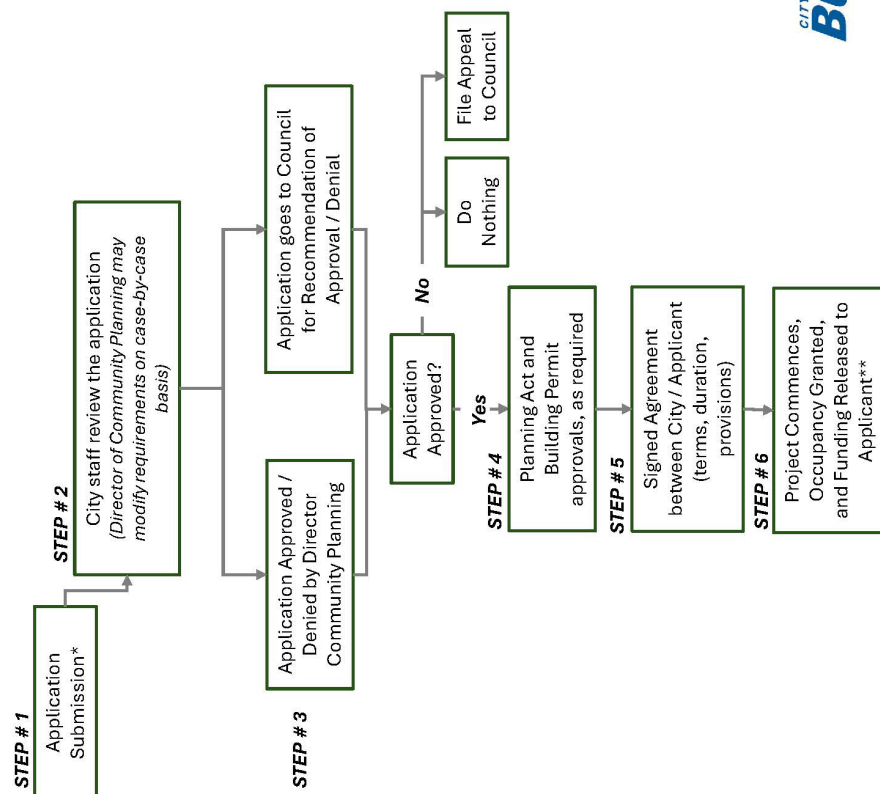 STEP # 1
Application
Submission*
STEP # 2
City staff review the application
(Director of Community Planning may
modify requirements on case-by-case
basis)
STEP # 3
Application Approved /
Denied by Director
Community Planning
Application goes to Council
for Recommendation of
Approval / Denial
Application
Approved?
No
Do
Nothing
File Appeal
to Council
Yes
STEP # 4
Planning Act and
Building Permit
approvals, as required
STEP # 5
Signed Agreement
between City / Applicant
(terms, duration,
provisions)
STEP # 6
Project Commences,
Occupancy Granted,
and Funding Released to
Applicant**
CITY